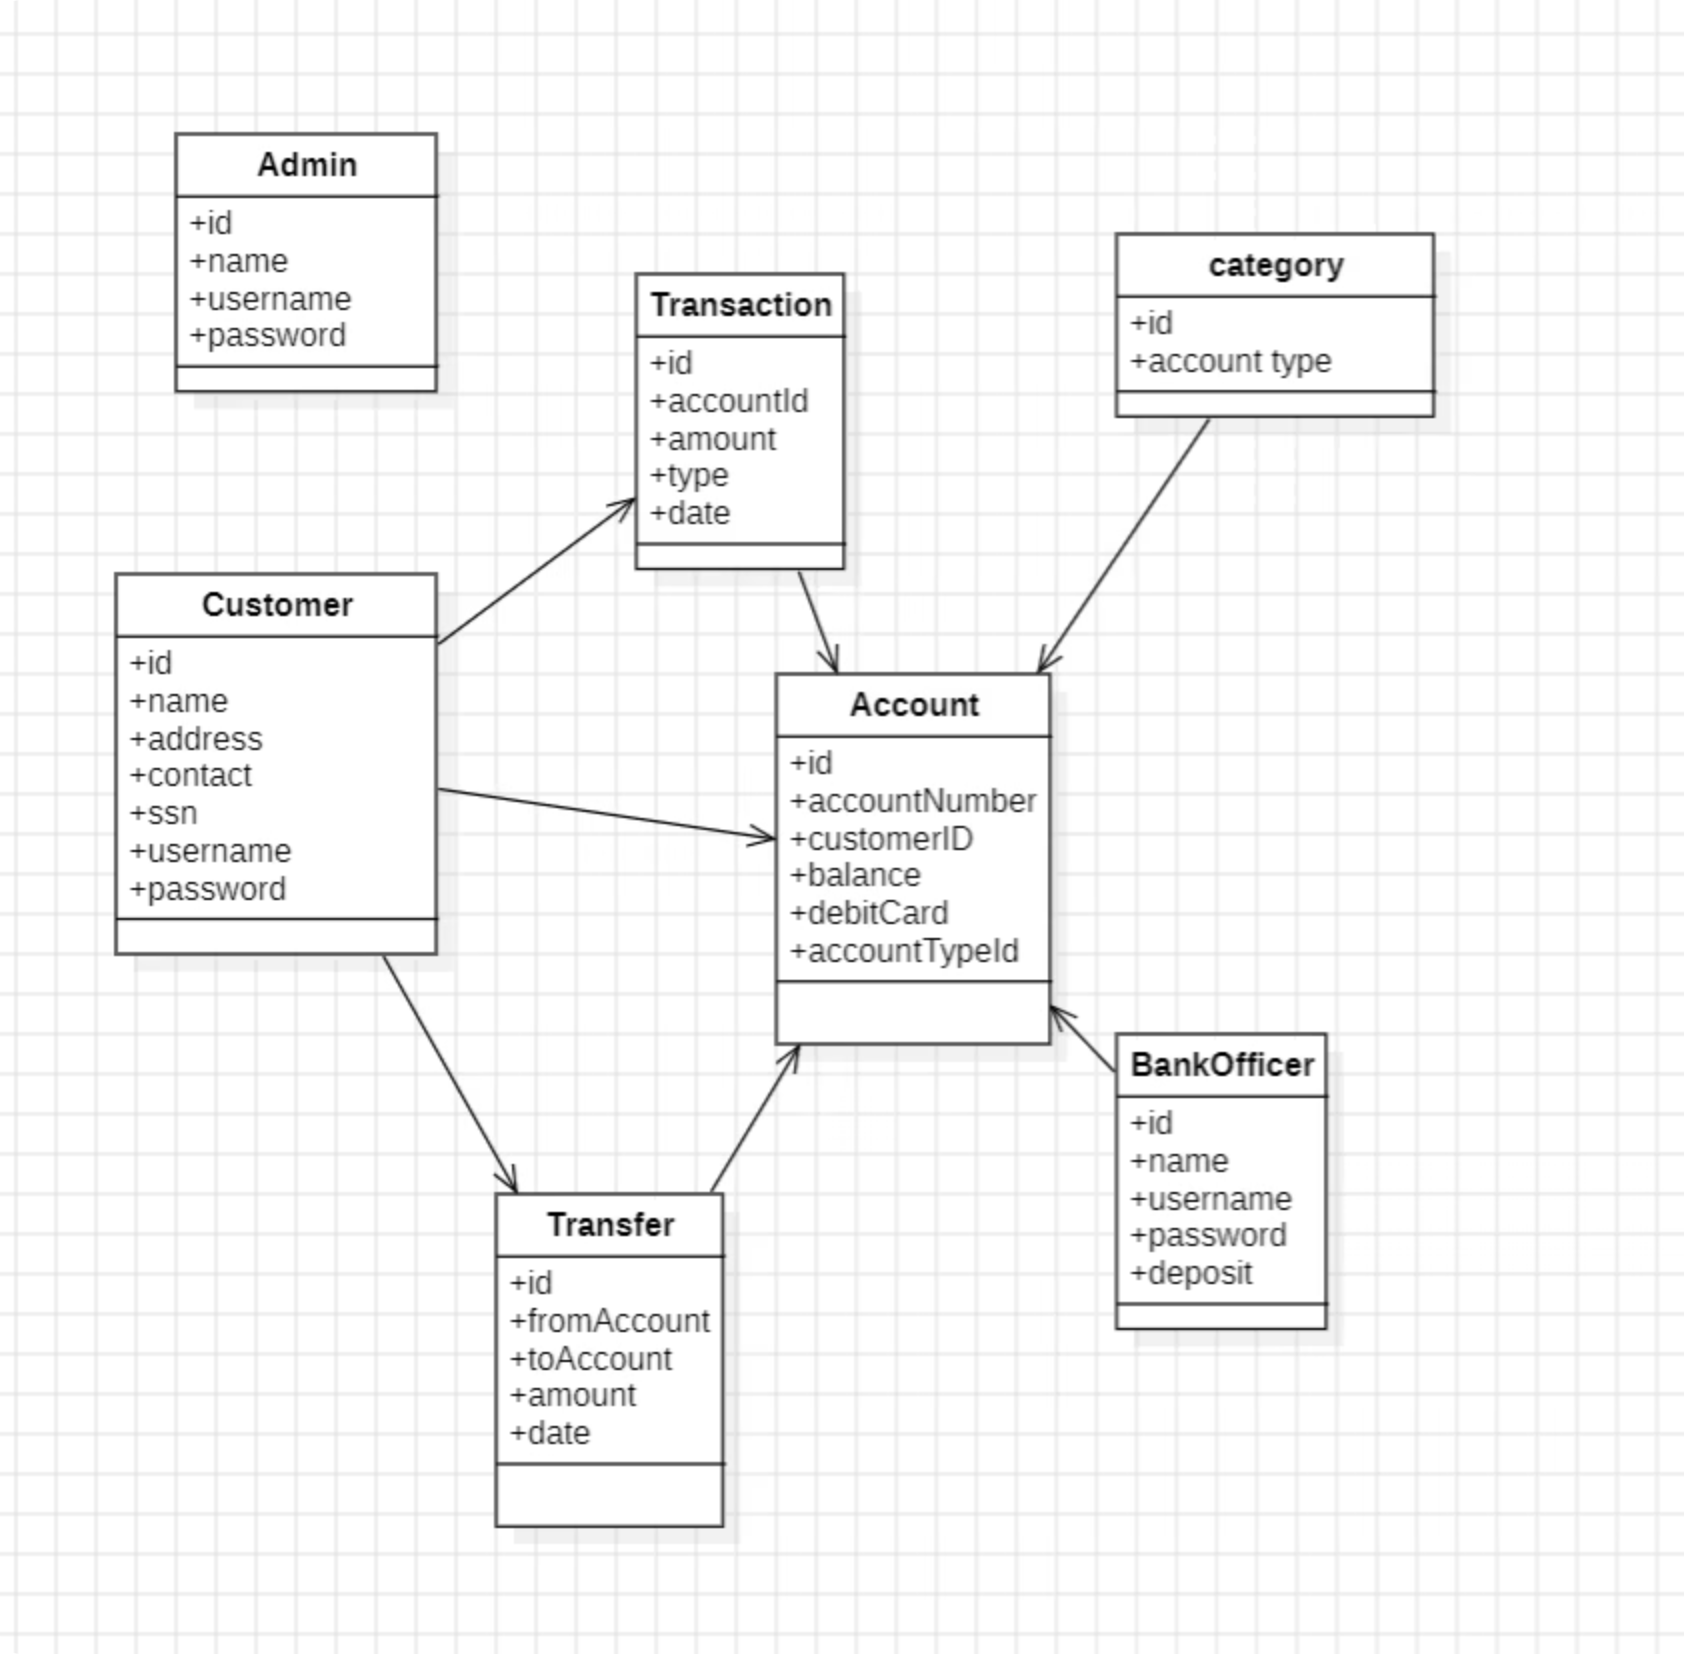 Admin
+id
+name
+username
+password
Transaction
+id
+accountId
+amount
+type
+date
category
+id
+account type
Customer
+id
+name
+address
+contact
+ssn
+username
+password
Account
+id
+accountNumber
+customerID
+balance
+debitCard
+accountTypeId
BankOfficer
+id
+name
+username
+password
+deposit
Transfer
+id
+fromAccount
+toAccount
+amount
+date